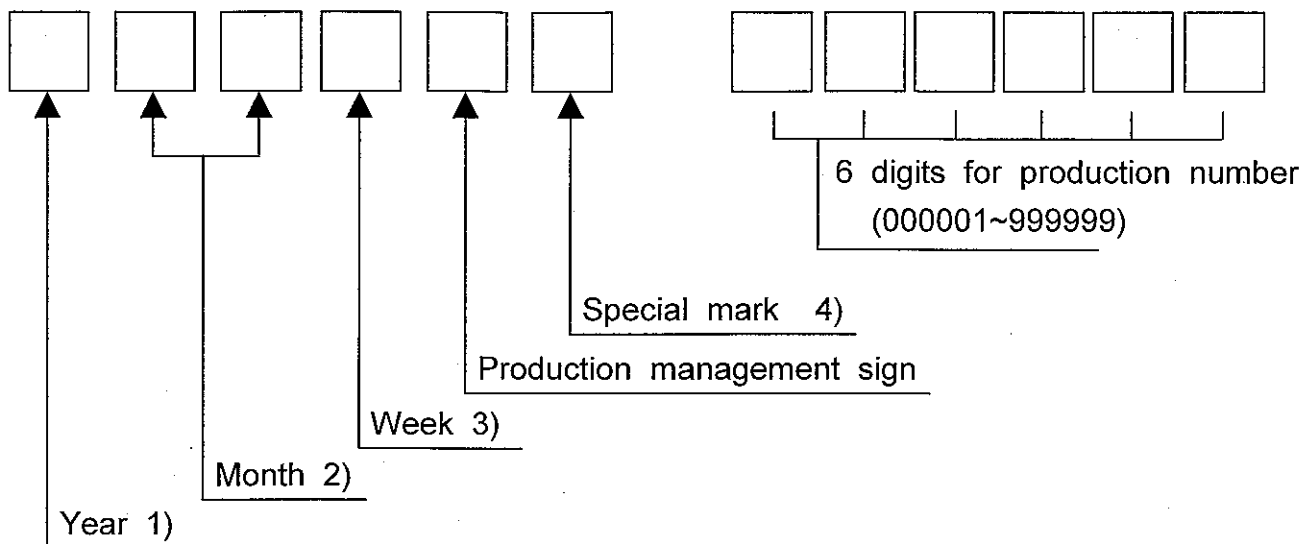 6 digits for production number
(000001~999999)
Special mark 4)
Production management sign
Week 3)
Month 2)
Year 1)